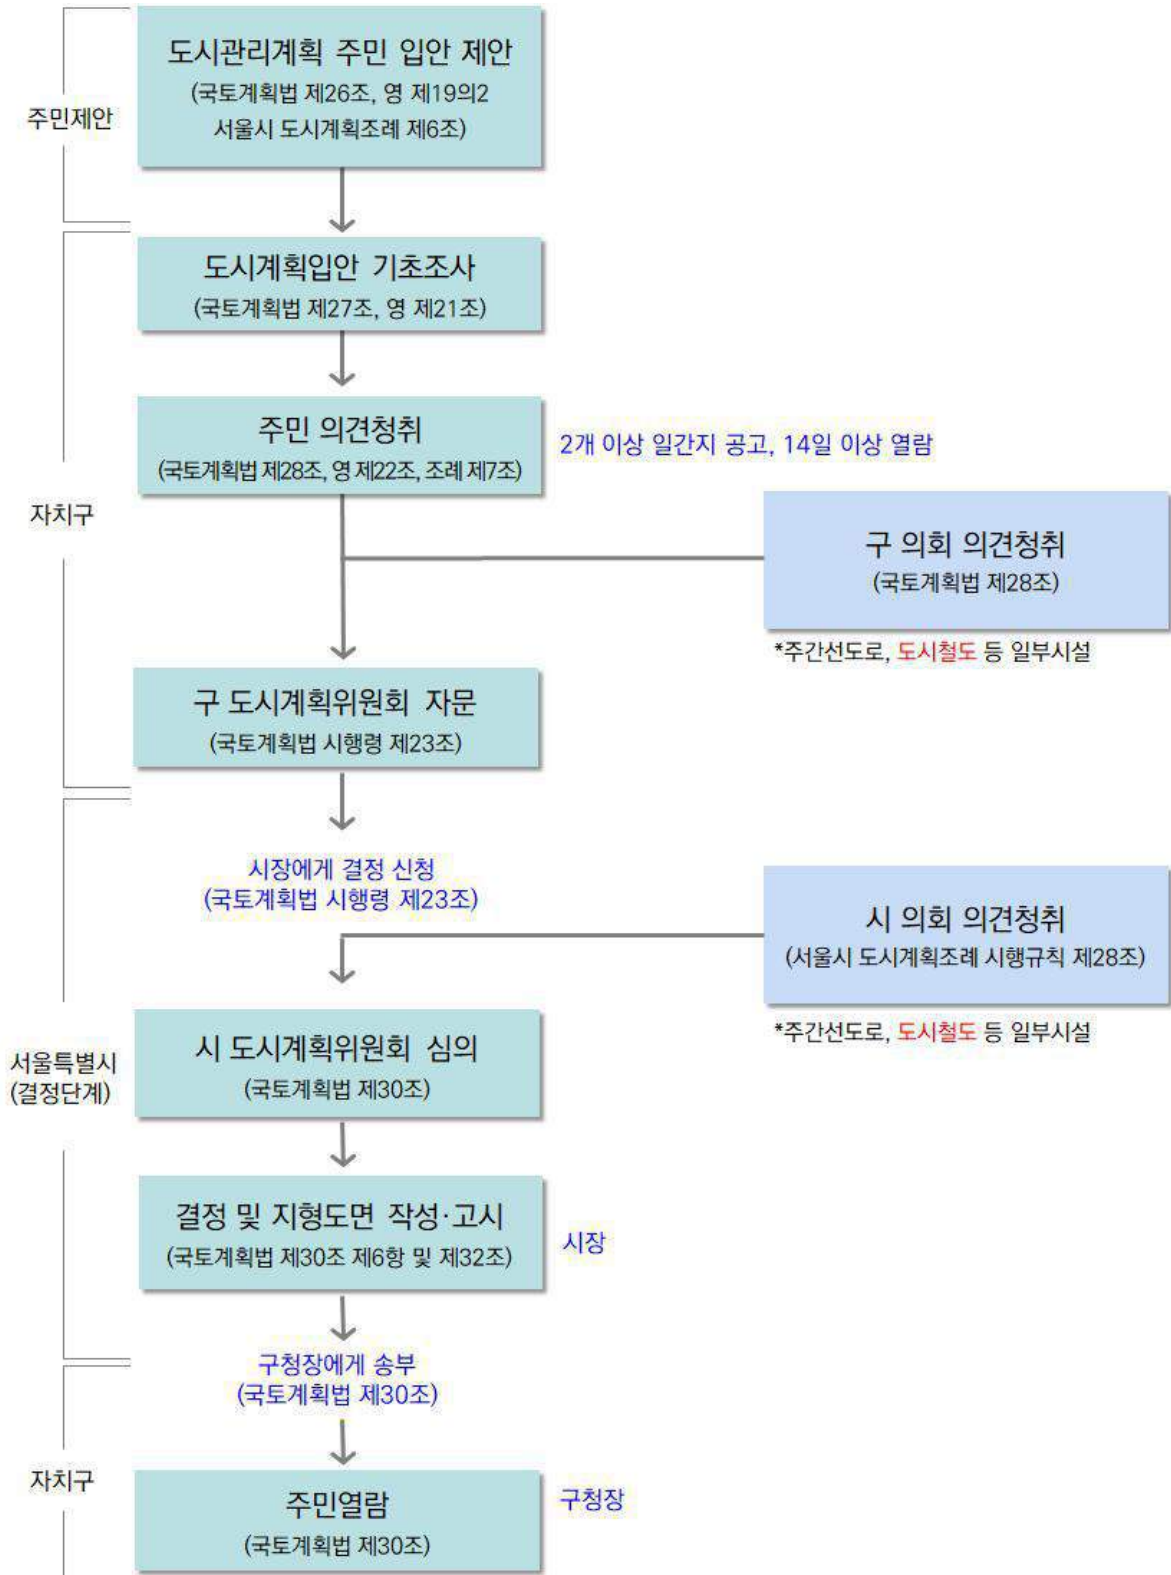 도시관리계획 주민 입안 제안
(국토계획법 제26조, 영 제19의2
서울시 도시계획조례 제6조)
주민제안
도시계획입안 기초조사
(국토계획법 제27조, 영 제21조)
주민 의견청취
(국토계획법 제28조, 영 제22조, 조례 제7조)
2개 이상 일간지 공고, 14일 이상 열람
자치구
구 의회 의견청취
(국토계획법 제28조)
*주간선도로, 도시철도 등 일부시설
구 도시계획위원회 자문
(국토계획법 시행령 제23조)
시장에게 결정 신청
(국토계획법 시행령 제23조)
시 의회 의견청취
(서울시 도시계획조례 시행규칙 제28조)
*주간선도로, 도시철도 등 일부시설
서울특별시
(결정단계)
시 도시계획위원회 심의
(국토계획법 제30조)
결정 및 지형도면 작성·고시
(국토계획법 제30조 제6항 및 제32조)
시장
구청장에게 송부
(국토계획법 제30조)
자치구
주민열람
(국토계획법 제30조)
구청장